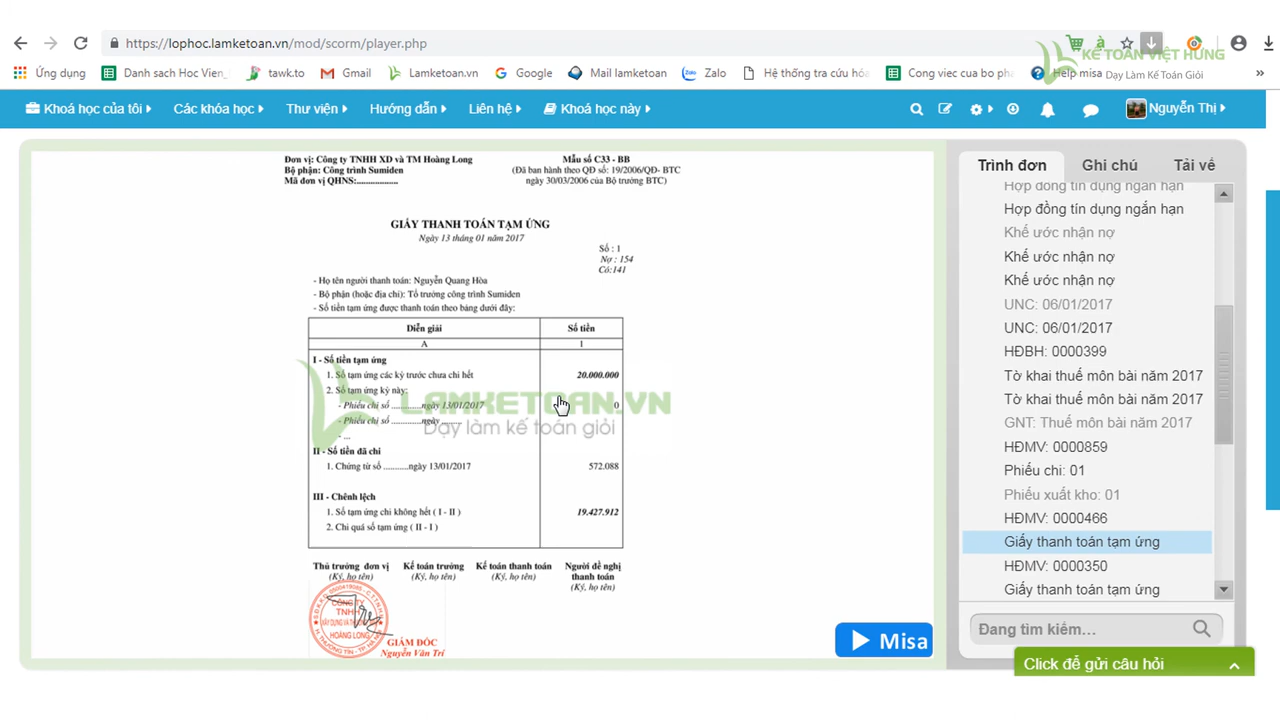 https://lophoc.lamketoan.vn/mod/scorm/player.php
KẾ TOÁN VIỆT HƯNG
Dạy Làm Kế Toán Giỏi
Ứng dụng
Danh sach Hoc Vien_
tawk.to
Gmail
Lamketoan.vn
Google
Mail lamketoan
Zalo
Hệ thống tra cứu hóa
Cong viec cua bo pha
Help misa
»
Khoá học của tôi
Các khóa học
Thư viện
Hướng dẫn
Liên hệ
Khoá học này
Nguyễn Thị
Đơn vị: Công ty TNHH XD và TM Hoàng Long
Bộ phận: Công trình Sumiden
Mã đơn vị QHNS:...................
Mẫu số C33 - BB
(Đã ban hành theo QĐ số: 19/2006/QĐ- BTC
ngày 30/03/2006 của Bộ trưởng BTC)
GIẤY THANH TOÁN TẠM ỨNG
Ngày 13 tháng 01 năm 2017
Số : 1
Nợ : 154
Có:141
- Họ tên người thanh toán: Nguyễn Quang Hòa
- Bộ phận (hoặc địa chỉ): Tổ trưởng công trình Sumiden
- Số tiền tạm ứng được thanh toán theo bảng dưới đây:
Diễn giải Số tiền
A 1
I - Số tiền tạm ứng
1. Số tạm ứng các kỳ trước chưa chi hết 20.000.000
2. Số tạm ứng kỳ này:
- Phiếu chi số ...........ngày 13/01/2017 0
- Phiếu chi số ...........ngày ........
- ...
LAMKETOAN.VN
Dạy làm kế toán giỏi
II - Số tiền đã chi
1. Chứng từ số ..........ngày 13/01/2017 572.088
III - Chênh lệch
1. Số tạm ứng chi không hết ( I - II ) 19.427.912
2. Chi quá số tạm ứng ( II - I )
Thủ trưởng đơn vị
(Ký, họ tên)
Kế toán trưởng
(Ký, họ tên)
Kế toán thanh toán
(Ký, họ tên)
Người đề nghị
thanh toán
(Ký, họ tên)
CÔNG TY
TNHH
XÂY DỰNG VÀ THƯƠNG MẠI
HOÀNG LONG
GIÁM ĐỐC
Nguyễn Văn Trí
Misa
Trình đơn
Ghi chú
Tải về
Hợp đồng tín dụng ngắn hạn
Hợp đồng tín dụng ngắn hạn
Khế ước nhận nợ
Khế ước nhận nợ
Khế ước nhận nợ
UNC: 06/01/2017
UNC: 06/01/2017
HĐBH: 0000399
Tờ khai thuế môn bài năm 2017
Tờ khai thuế môn bài năm 2017
GNT: Thuế môn bài năm 2017
HĐMV: 0000859
Phiếu chi: 01
Phiếu xuất kho: 01
HĐMV: 0000466
Giấy thanh toán tạm ứng
HĐMV: 0000350
Giấy thanh toán tạm ứng
Đang tìm kiếm...
Click để gửi câu hỏi